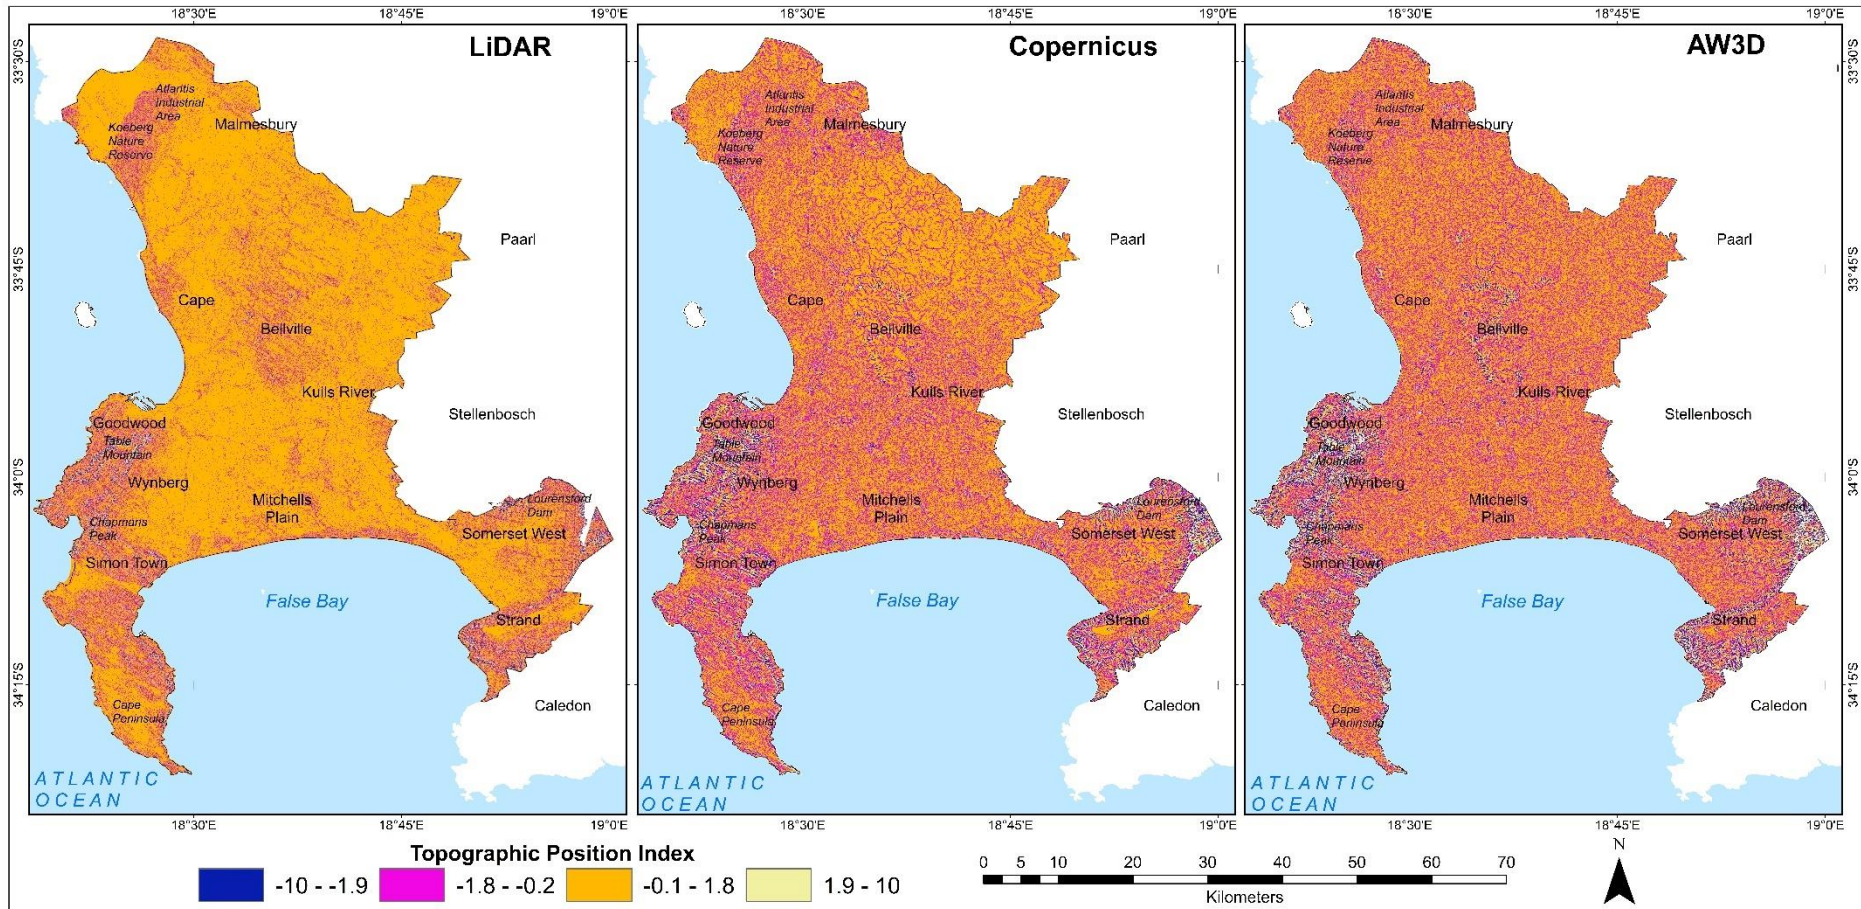 18°30'E
18°45'E
19°0'E
18°30'E
18°45'E
19°0'E
18°30'E
18°45'E
19°0'E
33°30'S
33°45'S
34°0'S
34°15'S
LiDAR
Atlantis
Industrial
Area
Malmesbury
Koeberg
Nature
Reserve
Paarl
Cape
Bellville
Kuils River
Stellenbosch
Goodwood
Table
Mountain
Wynberg
Mitchells
Plain
Lourensford
Dam
Chapmans
Peak
Somerset West
Simon Town
False Bay
Strand
Cape
Peninsula
Caledon
ATLANTIC
OCEAN
Copernicus
Atlantis
Industrial
Area
Malmesbury
Koeberg
Nature
Reserve
Paarl
Cape
Bellville
Kuils River
Stellenbosch
Goodwood
Table
Mountain
Wynberg
Mitchells
Plain
Lourensford
Dam
Chapmans
Peak
Somerset West
Simon Town
False Bay
Strand
Cape
Peninsula
Caledon
ATLANTIC
OCEAN
AW3D
Atlantis
Industrial
Area
Malmesbury
Koeberg
Nature
Reserve
Paarl
Cape
Bellville
Kuils River
Stellenbosch
Goodwood
Table
Mountain
Wynberg
Mitchells
Plain
Lourensford
Dam
Chapmans
Peak
Somerset West
Simon Town
False Bay
Strand
Cape
Peninsula
Caledon
ATLANTIC
OCEAN
33°30'S
33°45'S
34°0'S
34°15'S
18°30'E
18°45'E
19°0'E
18°30'E
18°45'E
19°0'E
18°30'E
18°45'E
19°0'E
Topographic Position Index
-10 - -1.9
-1.8 - -0.2
-0.1 - 1.8
1.9 - 10
0 5 10 20 30 40 50 60 70
Kilometers
N